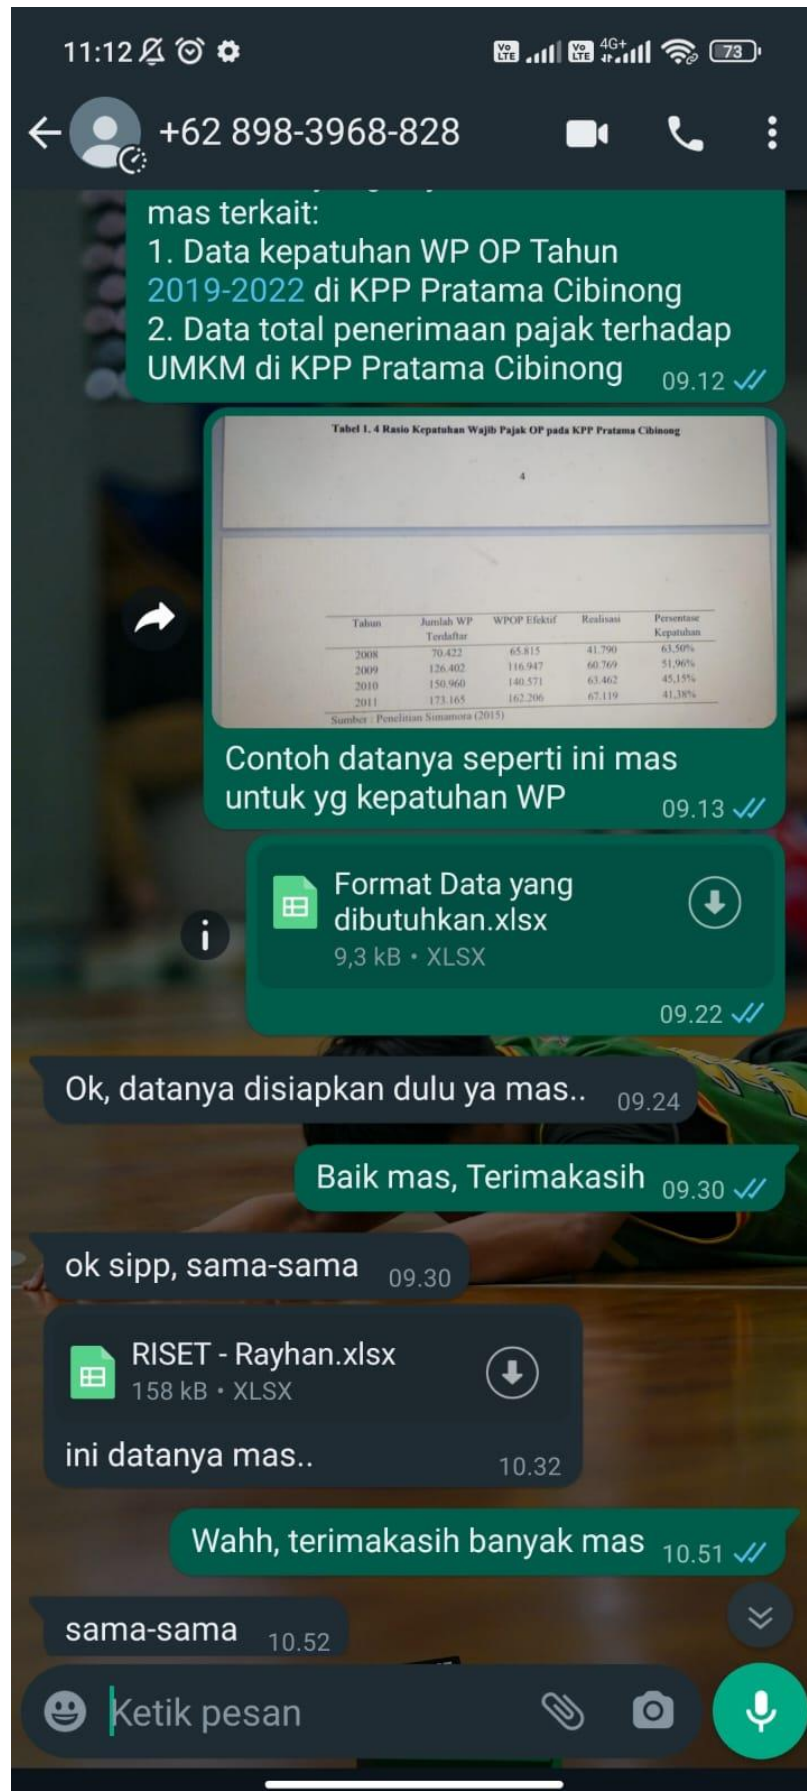 11:12
Vo LTE Vo LTE 4G+ 73
+62 898-3968-828
mas terkait:
1. Data kepatuhan WP OP Tahun
2019-2022 di KPP Pratama Cibinong
2. Data total penerimaan pajak terhadap
UMKM di KPP Pratama Cibinong 09.12
Tabel 1. 4 Rasio Kepatuhan Wajib Pajak OP pada KPP Pratama Cibinong
4
Tahun Jumlah WP Terdaftar WPOP Efektif Realisasi Persentase Kepatuhan
2008 70.422 65.815 41.790 63,50%
2009 126.402 116.947 60.769 51,96%
2010 150.960 140.571 63.462 45,15%
2011 173.165 162.206 67.119 41,38%
Sumber : Penelitian Simamora (2015)
Contoh datanya seperti ini mas
untuk yg kepatuhan WP 09.13
Format Data yang
dibutuhkan.xlsx
9,3 kB • XLSX
09.22
Ok, datanya disiapkan dulu ya mas.. 09.24
Baik mas, Terimakasih 09.30
ok sipp, sama-sama 09.30
RISET - Rayhan.xlsx
158 kB • XLSX
ini datanya mas.. 10.32
Wahh, terimakasih banyak mas 10.51
sama-sama 10.52
Ketik pesan